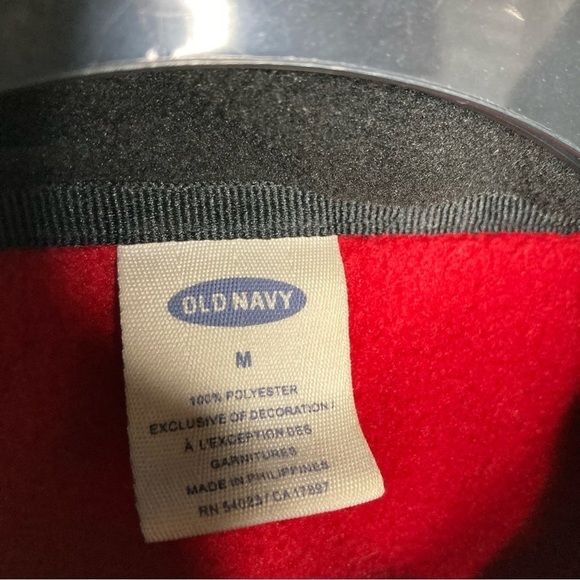 OLD NAVY
M
100% POLYESTER
EXCLUSIVE OF DECORATION /
À L'EXCEPTION DES
GARNITURES
MADE IN PHILIPPINES
RN 54023 / CA 17897